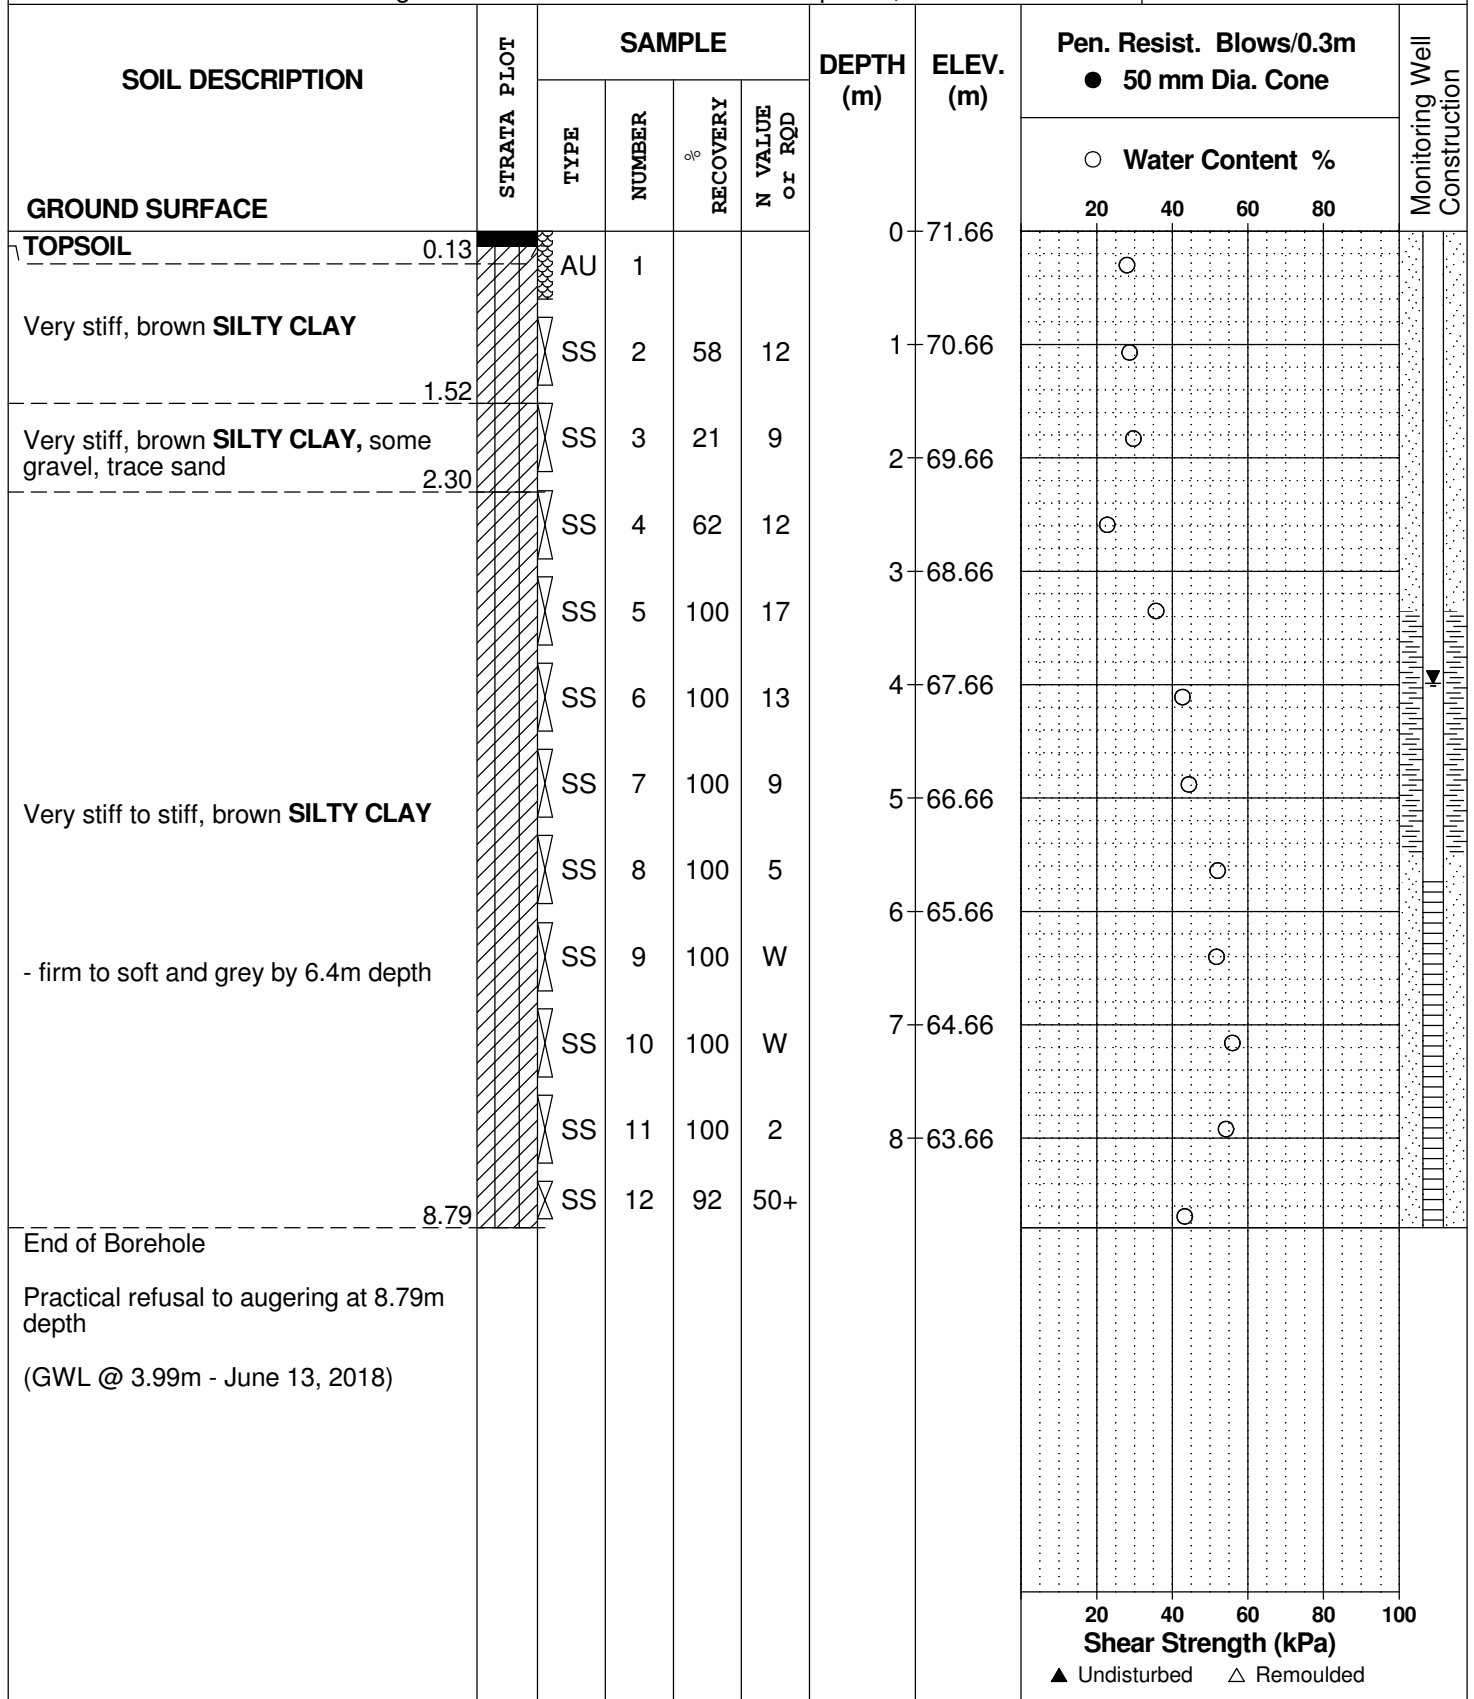 SOIL DESCRIPTION
STRATA PLOT
SAMPLE
TYPE
NUMBER
% RECOVERY
N VALUE or RQD
DEPTH (m)
ELEV. (m)
Pen. Resist. Blows/0.3m
● 50 mm Dia. Cone
○ Water Content %
20 40 60 80
Monitoring Well Construction
GROUND SURFACE
0 71.66
TOPSOIL 0.13
AU 1
Very stiff, brown SILTY CLAY
SS 2 58 12
1 70.66
1.52
Very stiff, brown SILTY CLAY, some
gravel, trace sand
SS 3 21 9
2 69.66
2.30
SS 4 62 12
3 68.66
SS 5 100 17
4 67.66
SS 6 100 13
SS 7 100 9
5 66.66
Very stiff to stiff, brown SILTY CLAY
SS 8 100 5
6 65.66
SS 9 100 W
- firm to soft and grey by 6.4m depth
7 64.66
SS 10 100 W
SS 11 100 2
8 63.66
SS 12 92 50+
8.79
End of Borehole
Practical refusal to augering at 8.79m
depth
(GWL @ 3.99m - June 13, 2018)
20 40 60 80 100
Shear Strength (kPa)
▲ Undisturbed △ Remoulded